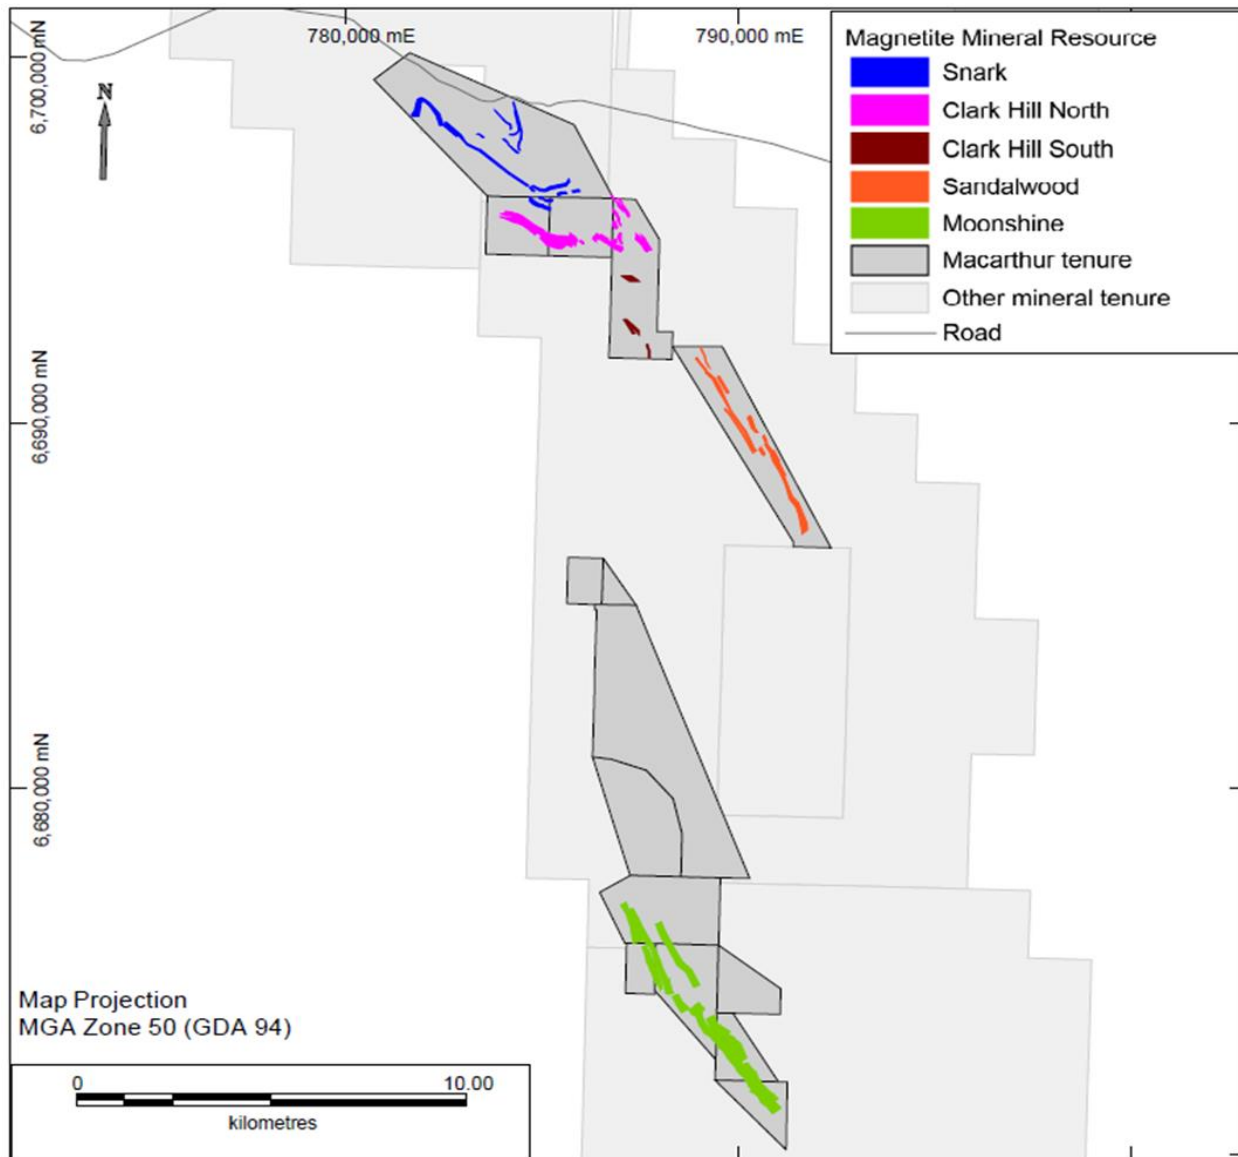 780,000 mE
790,000 mE
6,700,000 mN
N
6,690,000 mN
6,680,000 mN
Magnetite Mineral Resource
Snark
Clark Hill North
Clark Hill South
Sandalwood
Moonshine
Macarthur tenure
Other mineral tenure
Road
Map Projection
MGA Zone 50 (GDA 94)
0 10.00
kilometres